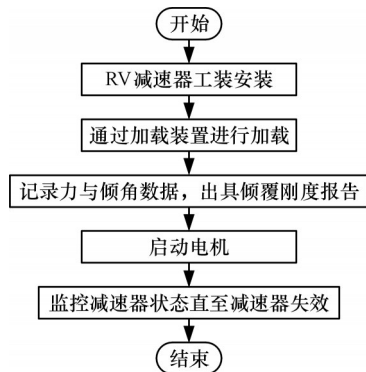 开始
RV减速器工装安装
通过加载装置进行加载
记录力与倾角数据，出具倾覆刚度报告
启动电机
监控减速器状态直至减速器失效
结束